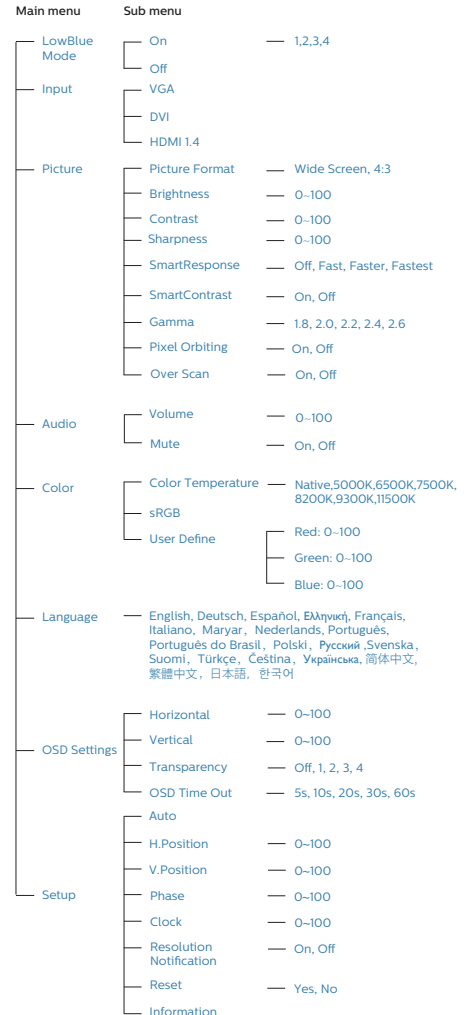 Main menu Sub menu
LowBlue Mode On 1,2,3,4
Off
Input VGA
DVI
HDMI 1.4
Picture Picture Format Wide Screen, 4:3
Brightness 0~100
Contrast 0~100
Sharpness 0~100
SmartResponse Off, Fast, Faster, Fastest
SmartContrast On, Off
Gamma 1.8, 2.0, 2.2, 2.4, 2.6
Pixel Orbiting On, Off
Over Scan On, Off
Audio Volume 0~100
Mute On, Off
Color Color Temperature Native,5000K,6500K,7500K,
8200K,9300K,11500K
sRGB
User Define Red: 0~100
Green: 0~100
Blue: 0~100
Language English, Deutsch, Español, Ελληνική, Français,
Italiano, Maryar, Nederlands, Português,
Português do Brasil, Polski, Русский ,Svenska,
Suomi, Türkçe, Čeština, Українська, 简体中文,
繁體中文, 日本語, 한국어
OSD Settings Horizontal 0~100
Vertical 0~100
Transparency Off, 1, 2, 3, 4
OSD Time Out 5s, 10s, 20s, 30s, 60s
Setup Auto
H.Position 0~100
V.Position 0~100
Phase 0~100
Clock 0~100
Resolution
Notification On, Off
Reset Yes, No
Information